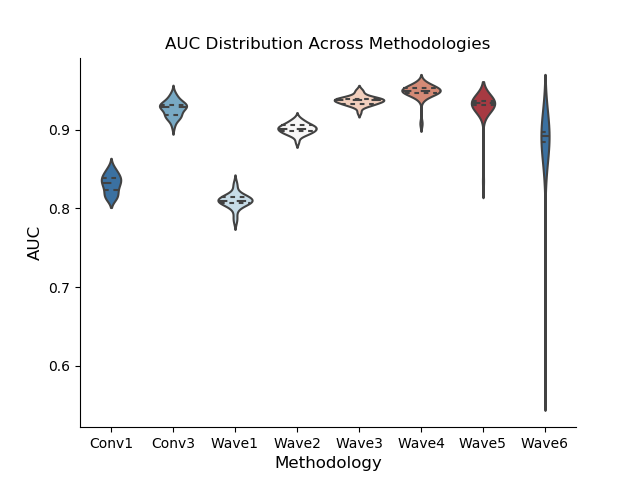 AUC Distribution Across Methodologies
AUC
0.9
0.8
0.7
0.6
Conv1 Conv3 Wave1 Wave2 Wave3 Wave4 Wave5 Wave6
Methodology